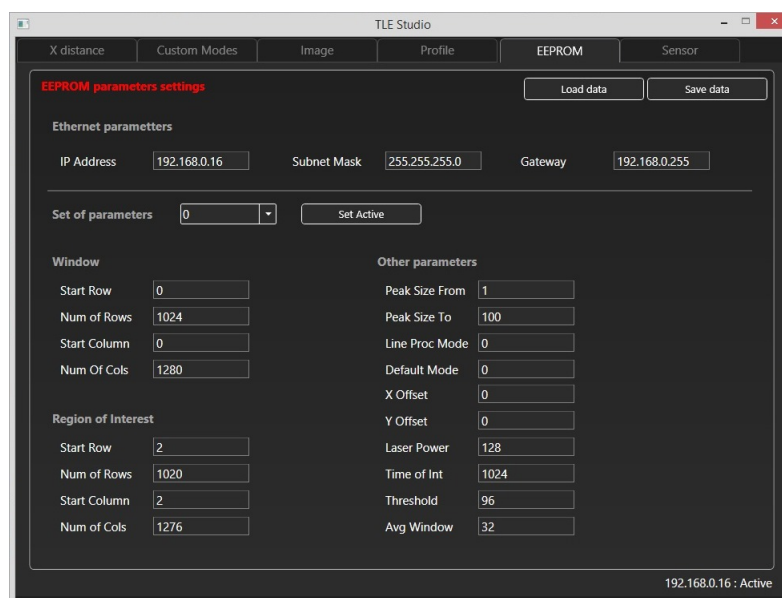 TLE Studio
X distance Custom Modes Image Profile EEPROM Sensor
EEPROM parameters settings Load data Save data
Ethernet parametters
IP Address 192.168.0.16 Subnet Mask 255.255.255.0 Gateway 192.168.0.255
Set of parameters 0 Set Active
Window Other parameters
Start Row 0 Peak Size From 1
Num of Rows 1024 Peak Size To 100
Start Column 0 Line Proc Mode 0
Num Of Cols 1280 Default Mode 0
X Offset 0
Region of Interest Y Offset 0
Start Row 2 Laser Power 128
Num of Rows 1020 Time of Int 1024
Start Column 2 Threshold 96
Num of Cols 1276 Avg Window 32
192.168.0.16 : Active